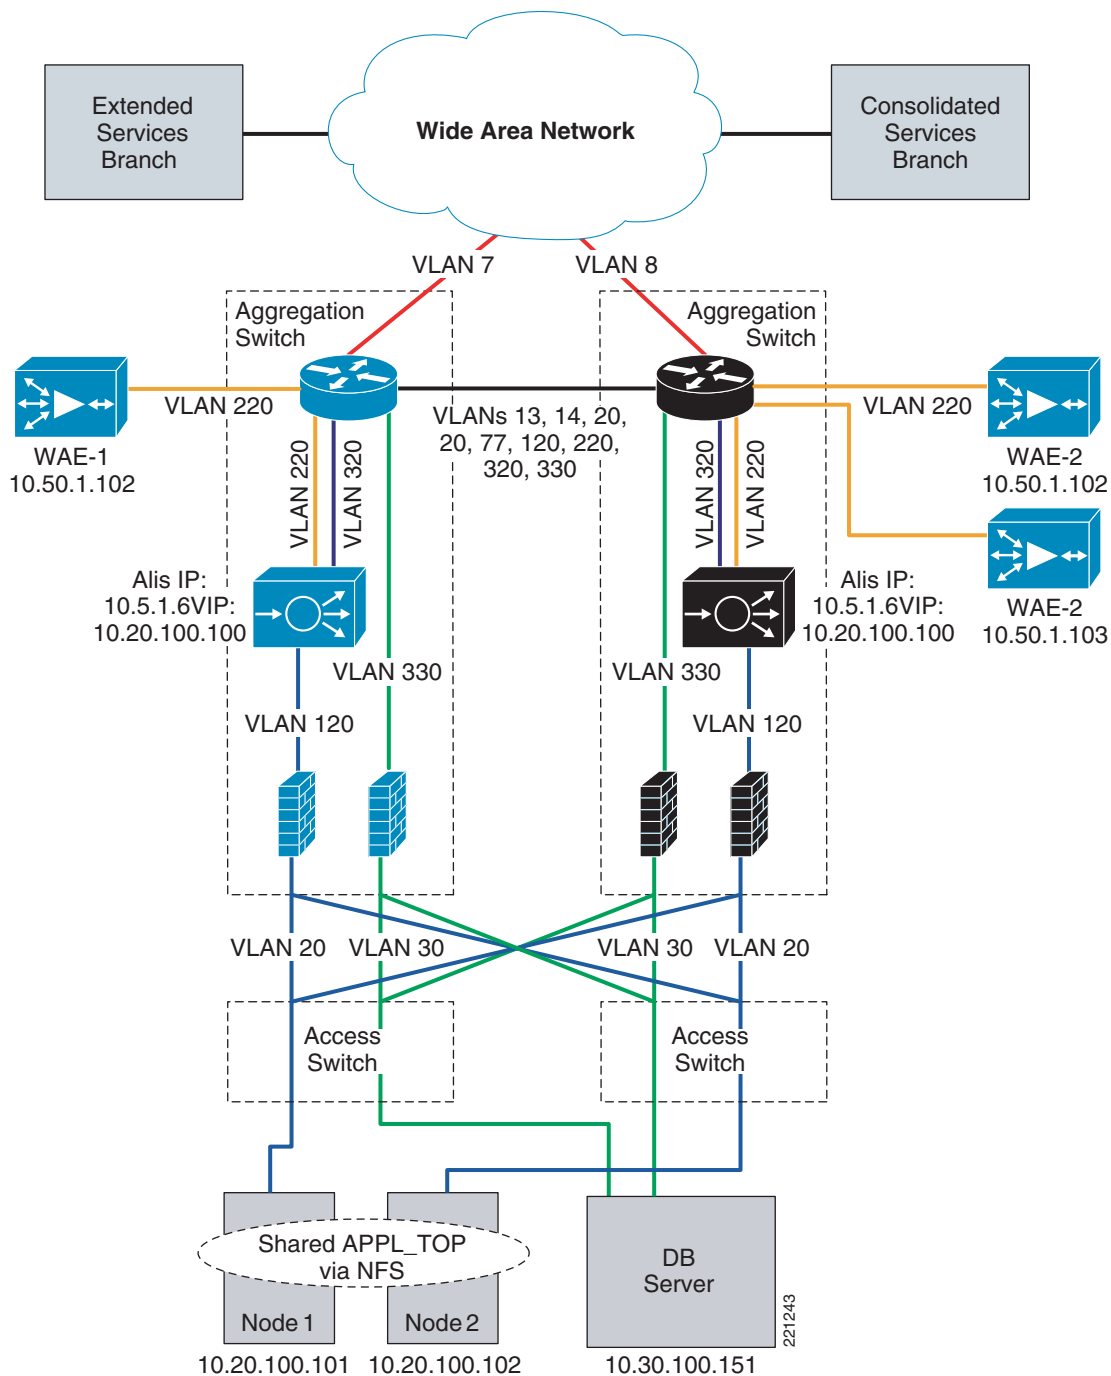 Extended
Services
Branch
Wide Area Network
Consolidated
Services
Branch
VLAN 7
VLAN 8
Aggregation
Switch
Aggregation
Switch
VLAN 220
WAE-1
10.50.1.102
VLANs 13, 14, 20,
20, 77, 120, 220,
320, 330
VLAN 220
WAE-2
10.50.1.102
VLAN 220
VLAN 320
VLAN 320
VLAN 220
WAE-2
10.50.1.103
Alis IP:
10.5.1.6VIP:
10.20.100.100
Alis IP:
10.5.1.6VIP:
10.20.100.100
VLAN 330
VLAN 330
VLAN 120
VLAN 120
VLAN 20
VLAN 30
VLAN 30
VLAN 20
Access
Switch
Access
Switch
Shared APPL_TOP
via NFS
Node 1
Node 2
DB
Server
221243
10.20.100.101
10.20.100.102
10.30.100.151